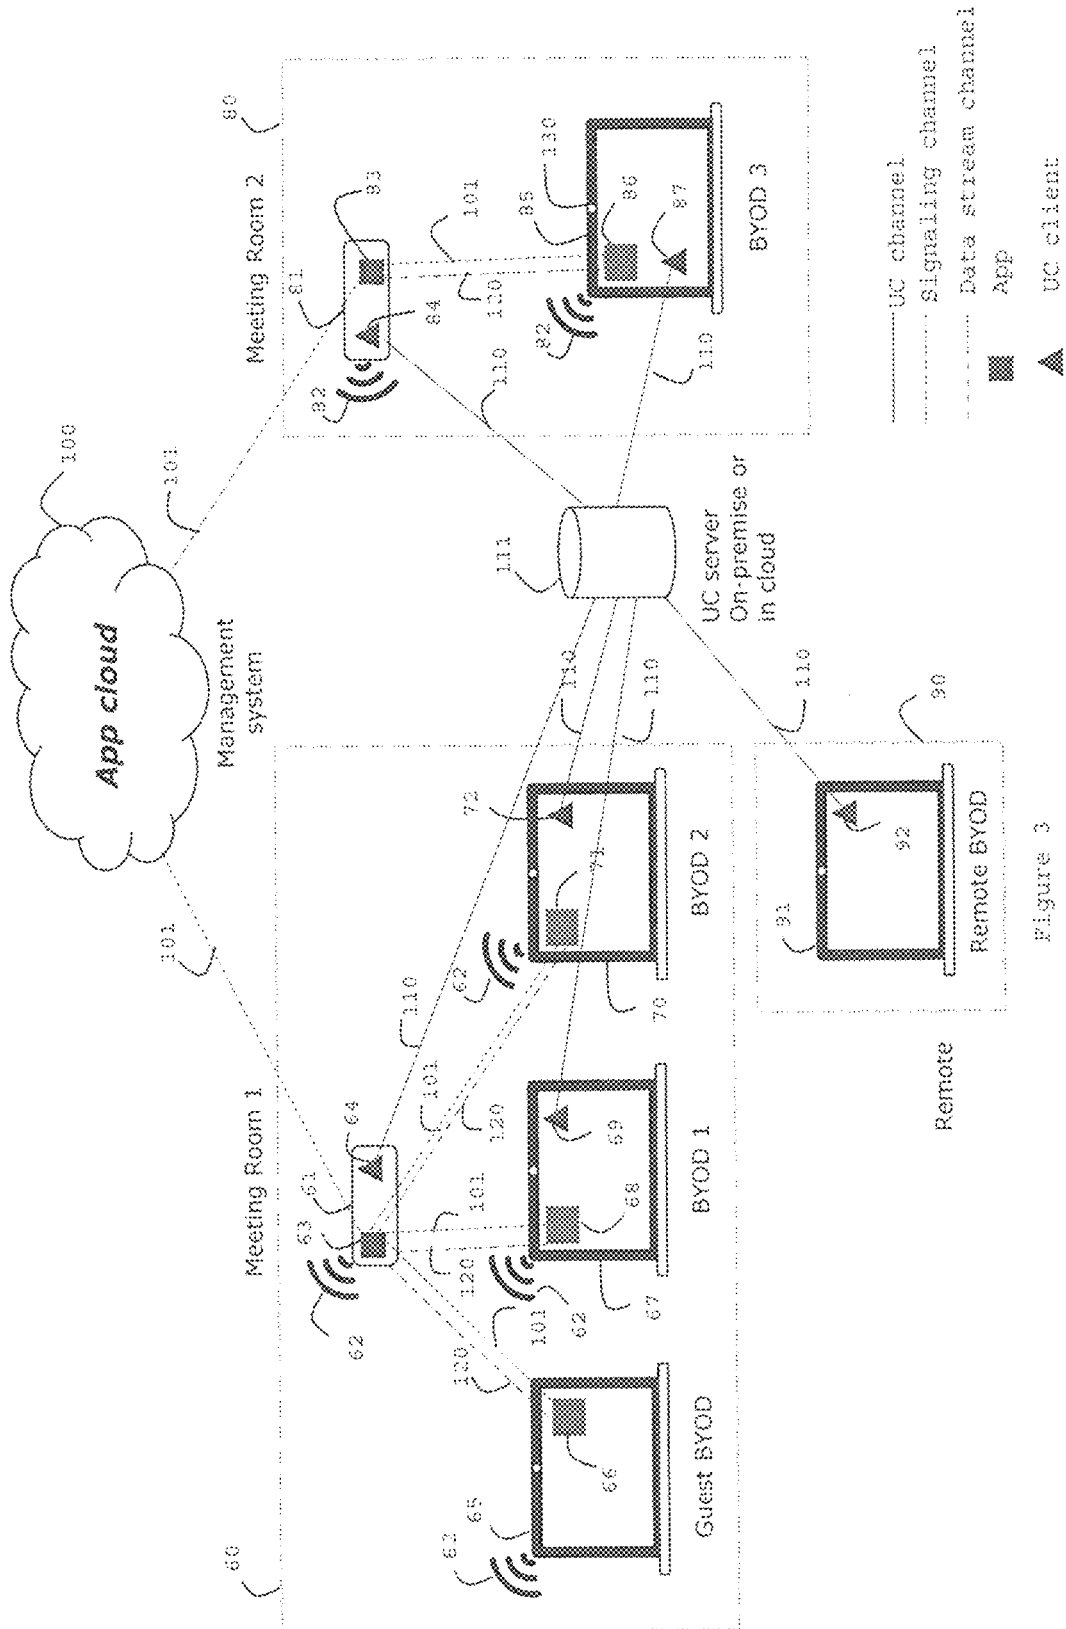 60
Meeting Room 1
62
63
61
64
101
App cloud
100
Management
system
101
Meeting Room 2
80
82
81
83
84
101
120
82
85
130
86
87
BYOD 3
110
110
111
UC server
On-premise or
in cloud
110
110
110
110
101
120
101
120
120
101
62
65
66
Guest BYOD
62
67
68
69
BYOD 1
62
70
71
72
BYOD 2
Remote
90
91
92
Remote BYOD
110
UC channel
Signaling channel
Data stream channel
App
UC client
Figure 3